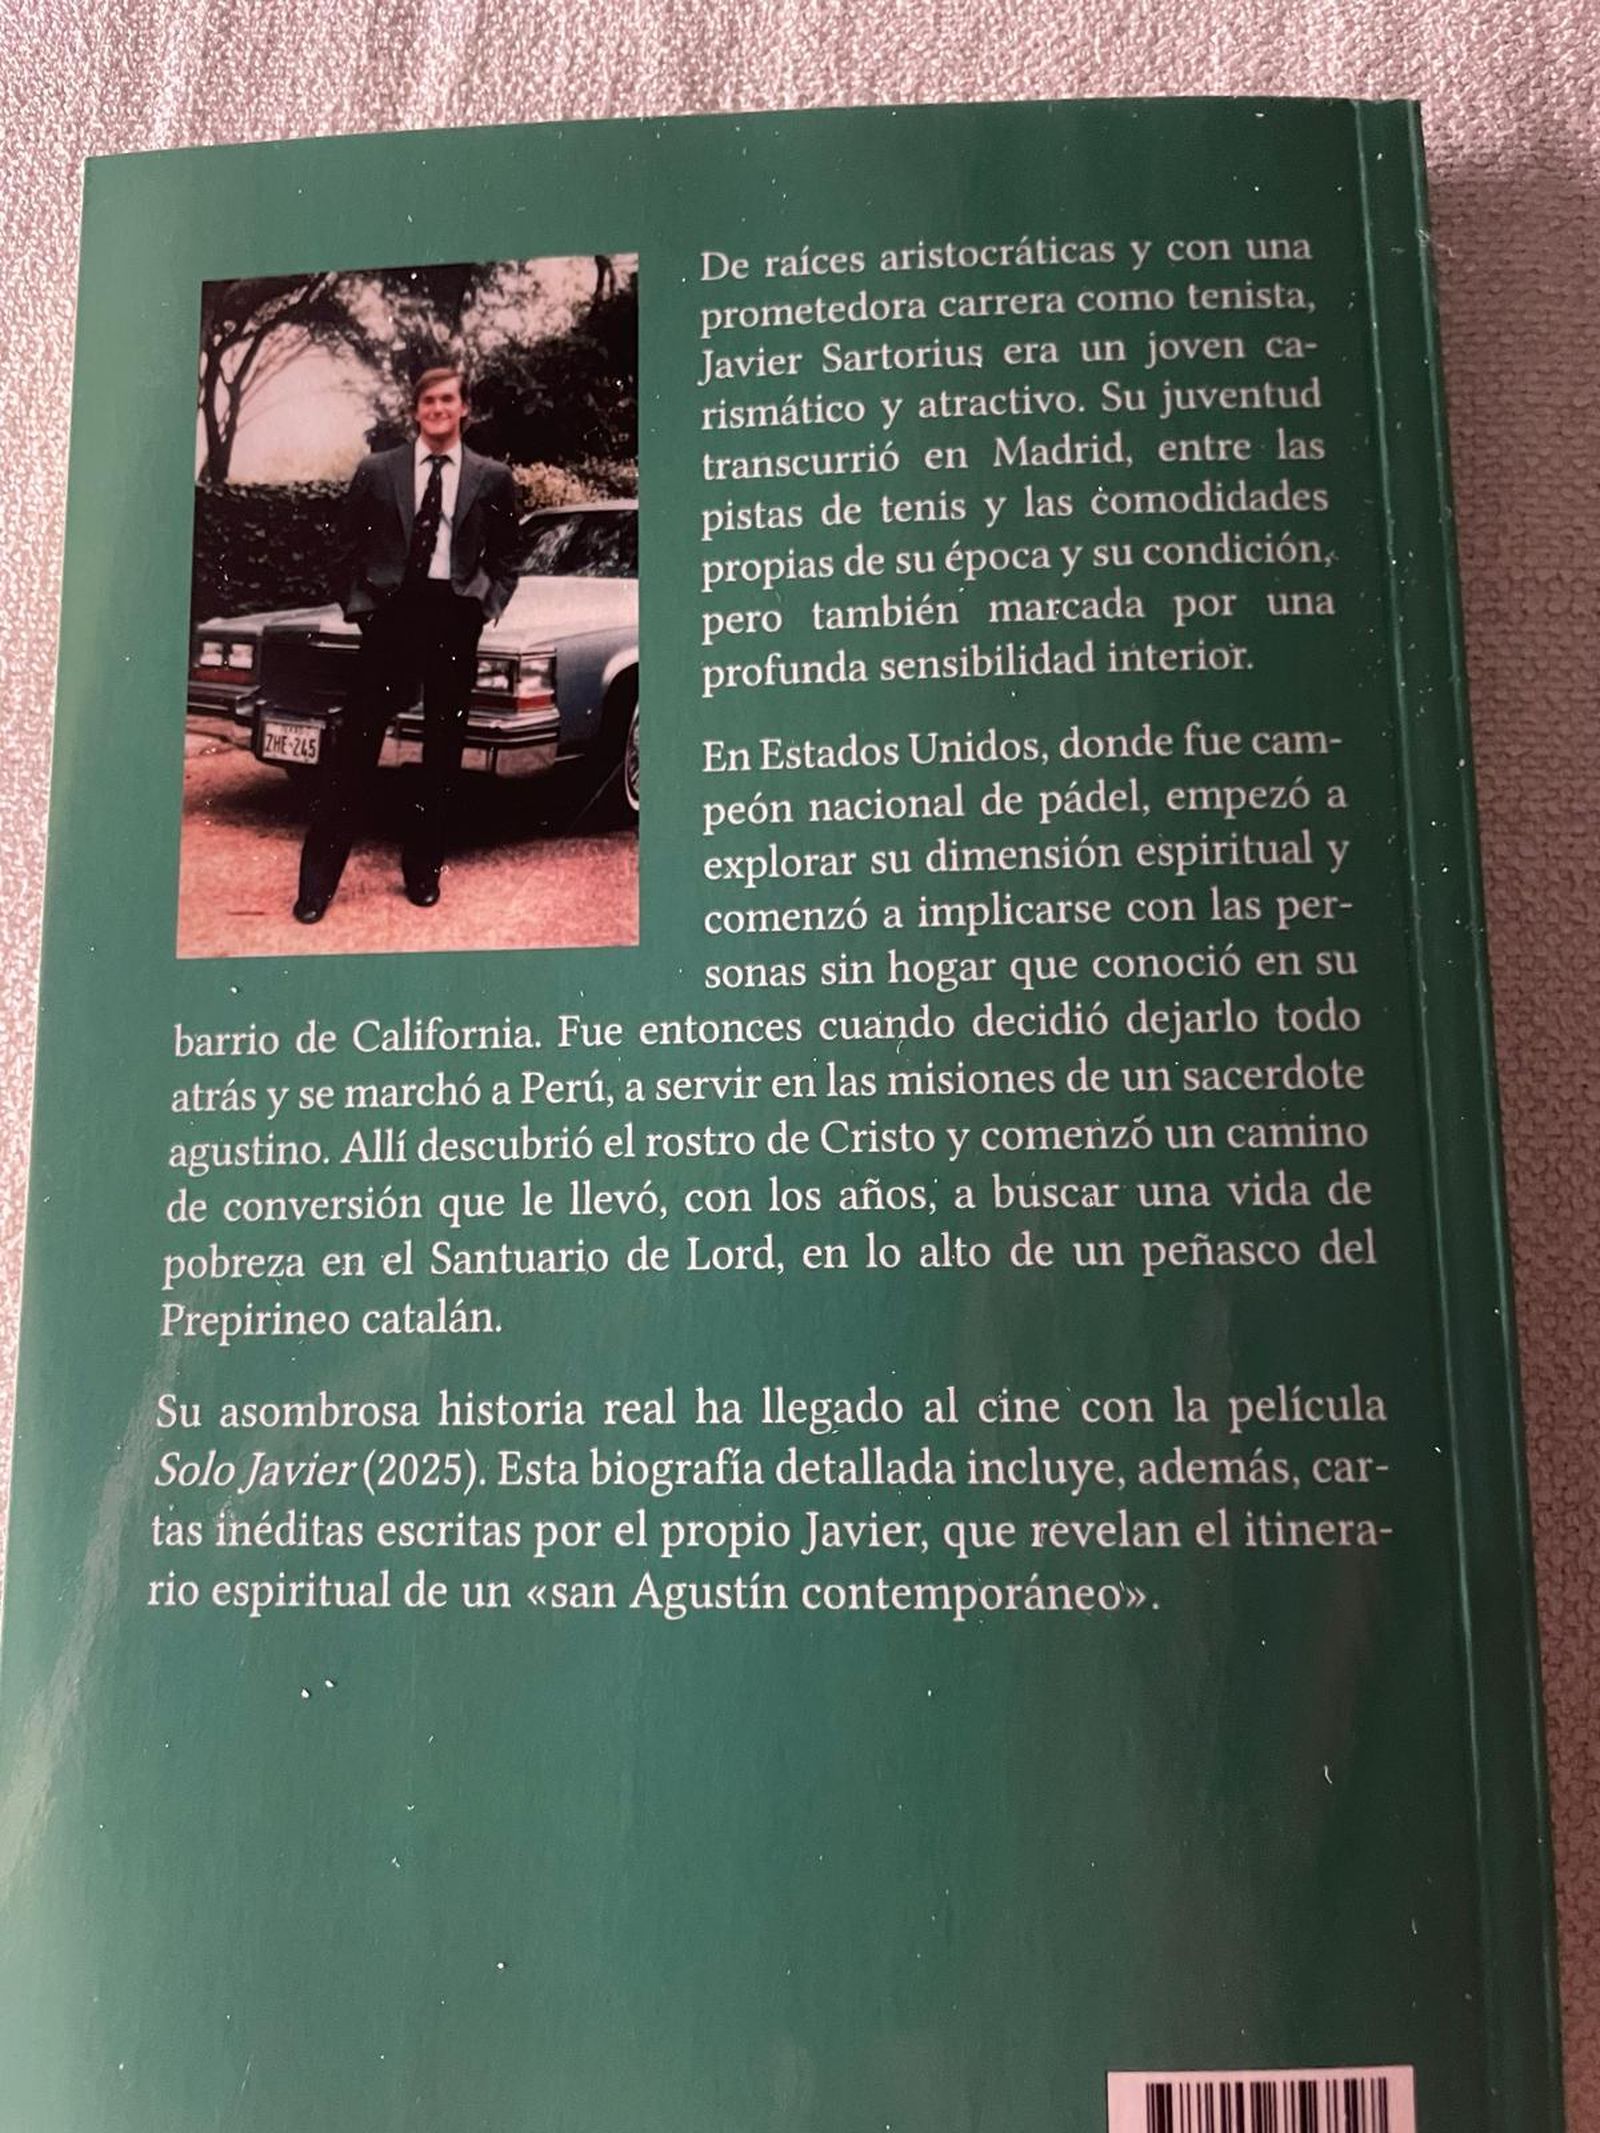 De raíces aristocráticas y con una
prometedora carrera como tenista,
Javier Sartorius era un joven ca-
rismático y atractivo. Su juventud
transcurrió en Madrid, entre las
pistas de tenis y las comodidades
propias de su época y su condición,
pero también marcada por una
profunda sensibilidad interior.
En Estados Unidos, donde fue cam-
peón nacional de pádel, empezó a
explorar su dimensión espiritual y
comenzó a implicarse con las per-
sonas sin hogar que conoció en su
barrio de California. Fue entonces cuando decidió dejarlo todo
atrás y se marchó a Perú, a servir en las misiones de un sacerdote
agustino. Allí descubrió el rostro de Cristo y comenzó un camino
de conversión que le llevó, con los años, a buscar una vida de
pobreza en el Santuario de Lord, en lo alto de un peñasco del
Prepirineo catalán.
Su asombrosa historia real ha llegado al cine con la película
Solo Javier (2025). Esta biografía detallada incluye, además, car-
tas inéditas escritas por el propio Javier, que revelan el itinera-
rio espiritual de un «san Agustín contemporáneo».
ZHE-245